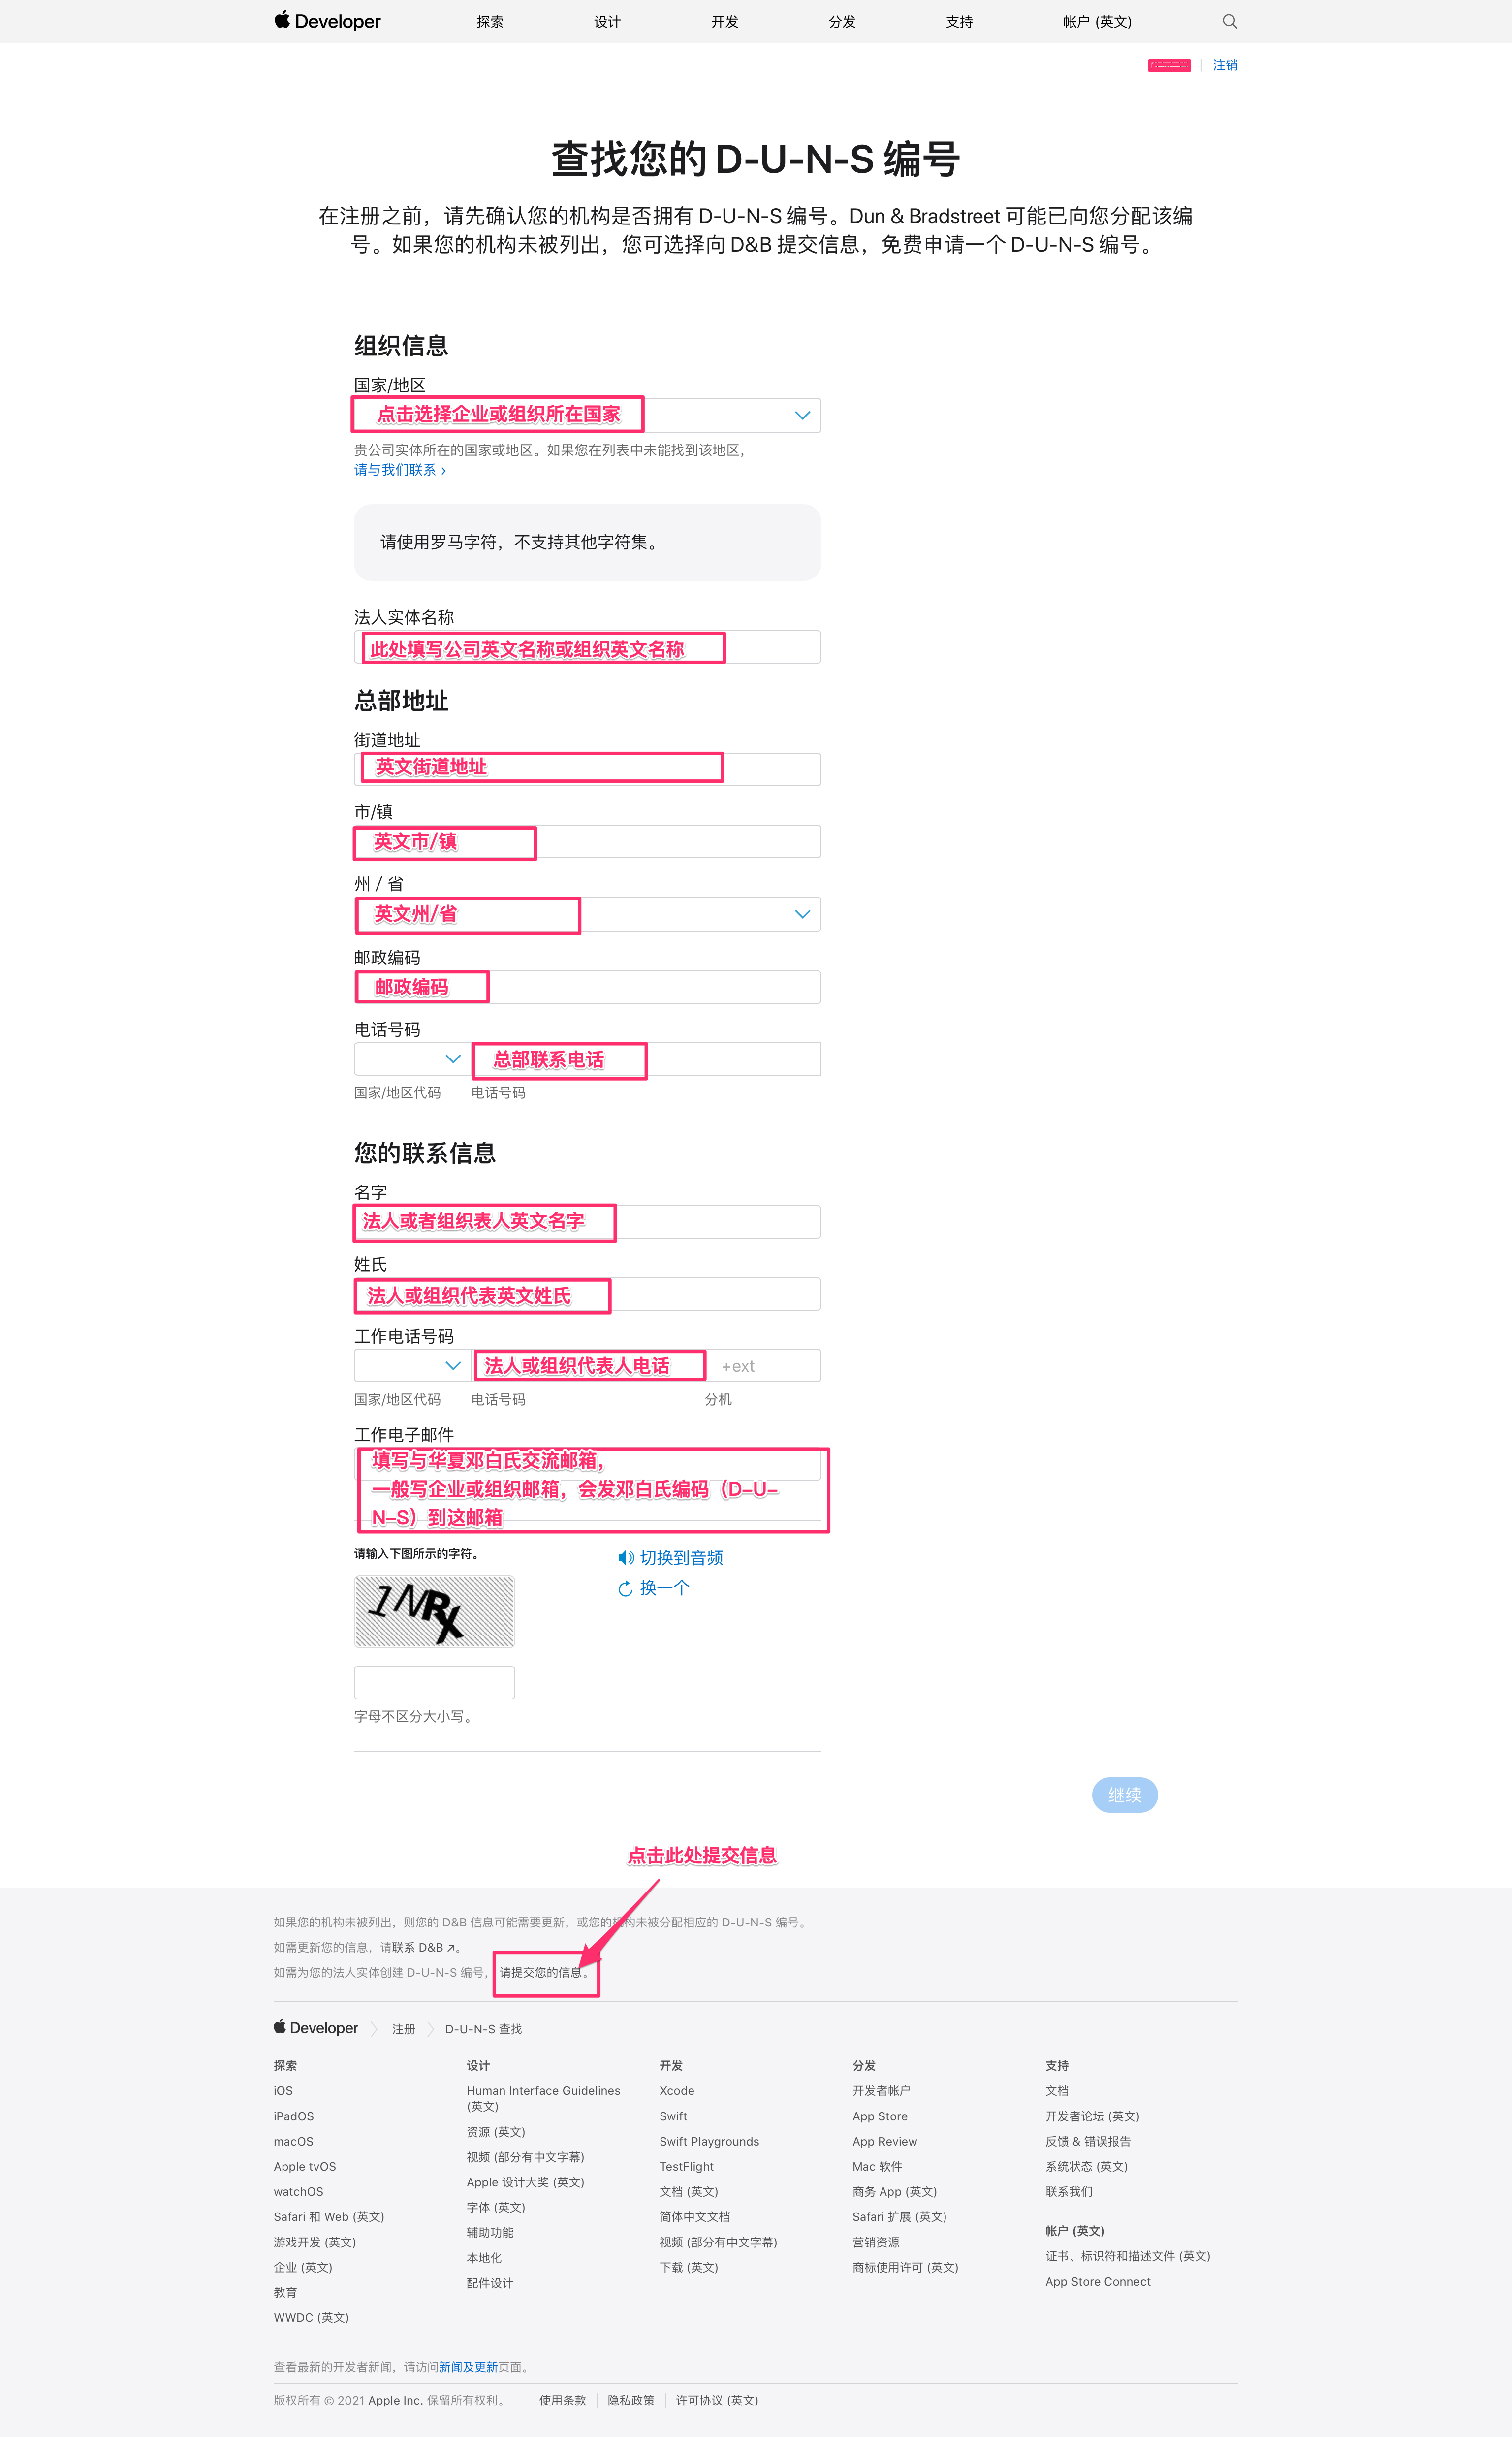 Developer
探索
设计
开发
分发
支持
帐户 (英文)
注销
查找您的 D-U-N-S 编号
在注册之前，请先确认您的机构是否拥有 D-U-N-S 编号。Dun & Bradstreet 可能已向您分配该编
号。如果您的机构未被列出，您可选择向 D&B 提交信息，免费申请一个 D-U-N-S 编号。
组织信息
国家/地区
点击选择企业或组织所在国家
贵公司实体所在的国家或地区。如果您在列表中未能找到该地区，
请与我们联系 ›
请使用罗马字符，不支持其他字符集。
法人实体名称
此处填写公司英文名称或组织英文名称
总部地址
街道地址
英文街道地址
市/镇
英文市/镇
州 / 省
英文州/省
邮政编码
邮政编码
电话号码
总部联系电话
国家/地区代码
电话号码
您的联系信息
名字
法人或者组织表人英文名字
姓氏
法人或组织代表英文姓氏
工作电话号码
法人或组织代表人电话
+ext
国家/地区代码
电话号码
分机
工作电子邮件
填写与华夏邓白氏交流邮箱，
一般写企业或组织邮箱，会发邓白氏编码（D-U-
N-S）到这邮箱
请输入下图所示的字符。
切换到音频
换一个
1NRX
字母不区分大小写。
继续
点击此处提交信息
如果您的机构未被列出，则您的 D&B 信息可能需要更新，或您的机构未被分配相应的 D-U-N-S 编号。
如需更新您的信息，请联系 D&B ↗。
如需为您的法人实体创建 D-U-N-S 编号，请提交您的信息。
Developer
注册
D-U-N-S 查找
探索
iOS
iPadOS
macOS
Apple tvOS
watchOS
Safari 和 Web (英文)
游戏开发 (英文)
企业 (英文)
教育
WWDC (英文)
设计
Human Interface Guidelines
(英文)
资源 (英文)
视频 (部分有中文字幕)
Apple 设计大奖 (英文)
字体 (英文)
辅助功能
本地化
配件设计
开发
Xcode
Swift
Swift Playgrounds
TestFlight
文档 (英文)
简体中文文档
视频 (部分有中文字幕)
下载 (英文)
分发
开发者帐户
App Store
App Review
Mac 软件
商务 App (英文)
Safari 扩展 (英文)
营销资源
商标使用许可 (英文)
支持
文档
开发者论坛 (英文)
反馈 & 错误报告
系统状态 (英文)
联系我们
帐户 (英文)
证书、标识符和描述文件 (英文)
App Store Connect
查看最新的开发者新闻，请访问新闻及更新页面。
版权所有 © 2021 Apple Inc. 保留所有权利。
使用条款
隐私政策
许可协议 (英文)